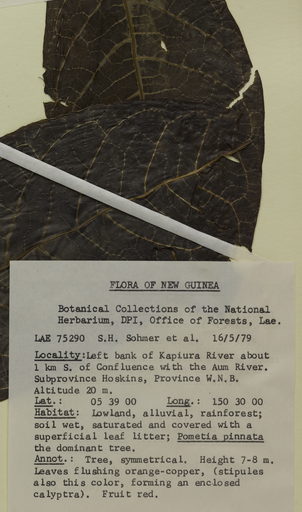 FLORA OF NEW GUINEA
Botanical Collections of the National
Herbarium, DPI, Office of Forests, Lae.
LAE 75290 S.H. Sohmer et al. 16/5/79
Locality:Left bank of Kapiura River about
1 km S. of Confluence with the Aum River.
Subprovince Hoskins, Province W.N.B.
Altitude 20 m.
Lat.: 05 39 00 Long.: 150 30 00
Habitat: Lowland, alluvial, rainforest;
soil wet, saturated and covered with a
superficial leaf litter; Pometia pinnata
the dominant tree.
Annot.: Tree, symmetrical. Height 7-8 m.
Leaves flushing orange-copper, (stipules
also this color, forming an enclosed
calyptra). Fruit red.